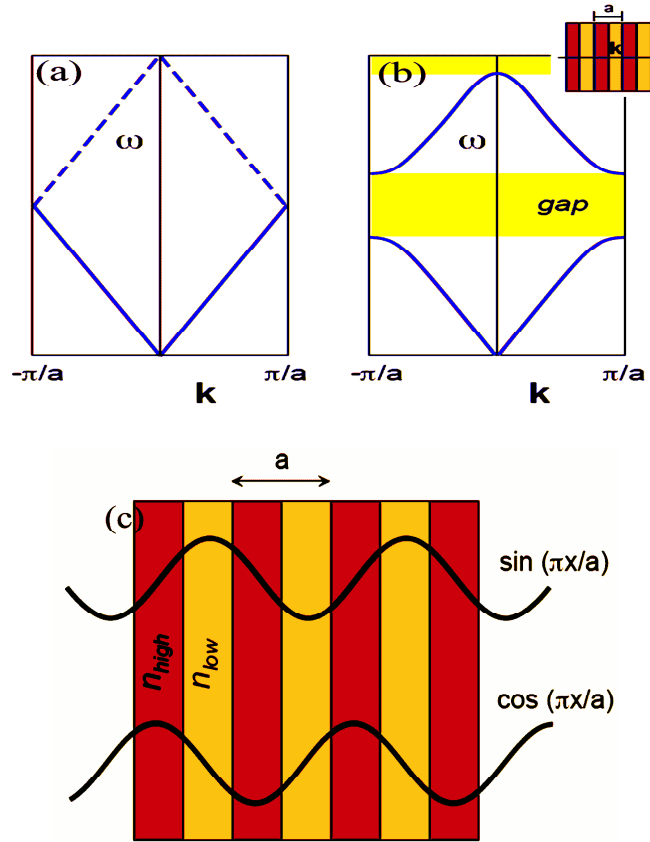 (a)
ω
-π/a
π/a
k
(b)
ω
gap
-π/a
π/a
k
a
k
a
(c)
sin (πx/a)
n_high
n_low
cos (πx/a)